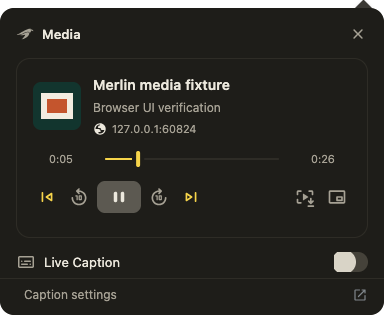 Media
Merlin media fixture
Browser UI verification
127.0.0.1:60824
0:05
0:26
10
10
Live Caption
Caption settings